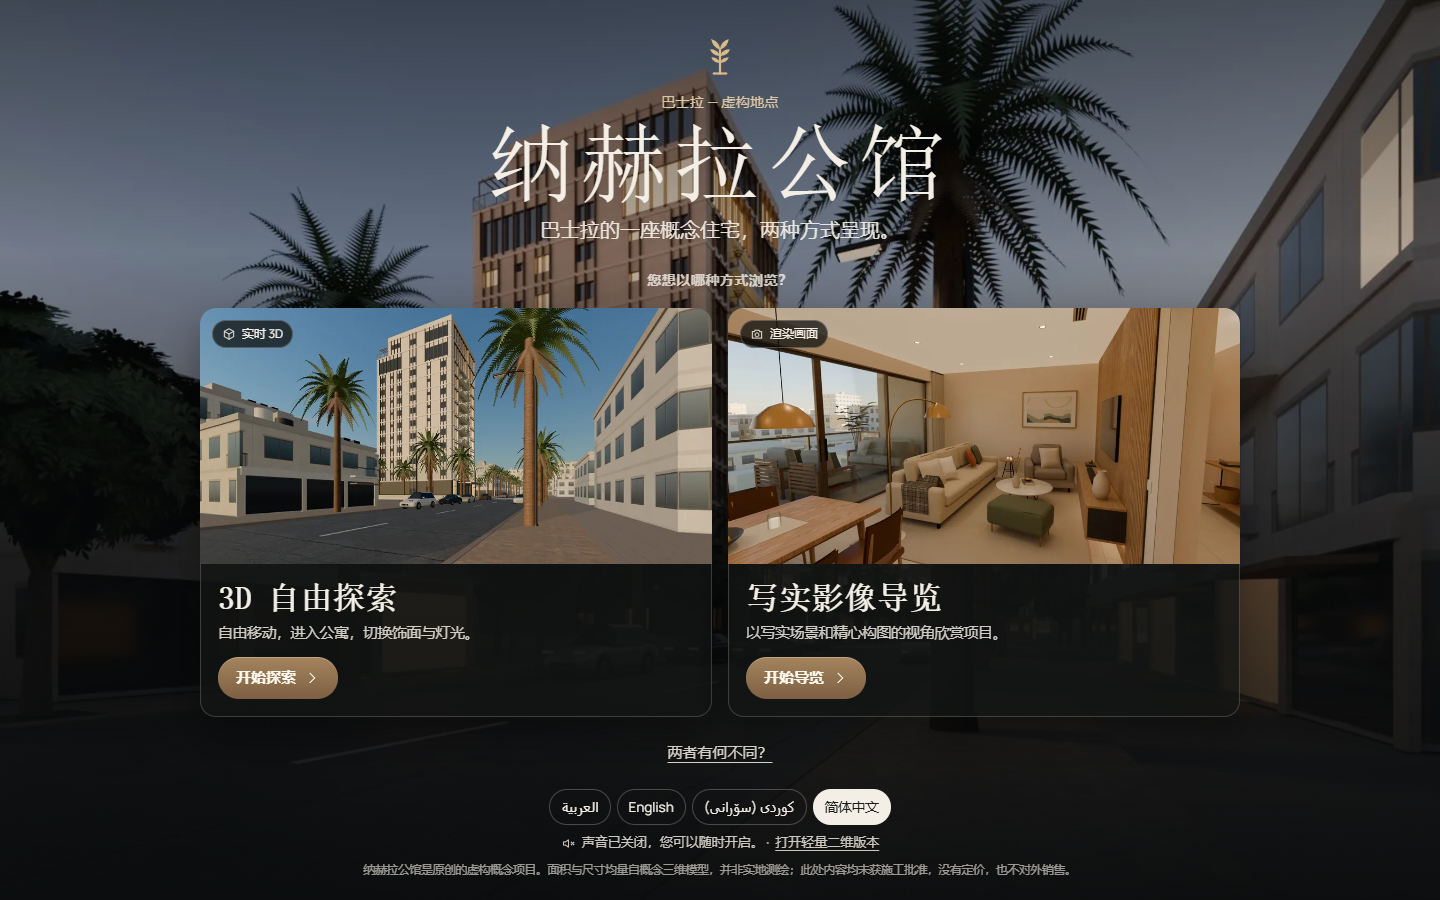 巴士拉 — 虚构地点
纳赫拉公馆
巴士拉的一座概念住宅，两种方式呈现。
您想以哪种方式浏览？
实时 3D
渲染画面
3D 自由探索
自由移动，进入公寓，切换饰面与灯光。
开始探索
写实影像导览
以写实场景和精心构图的视角欣赏项目。
开始导览
两者有何不同？
العربية
English
کوردی (سۆرانی)
简体中文
声音已关闭，您可以随时开启。 · 打开轻量二维版本
纳赫拉公馆是原创的虚构概念项目。面积与尺寸均量自概念三维模型，并非实地测绘；此处内容均未获施工批准，没有定价，也不对外销售。